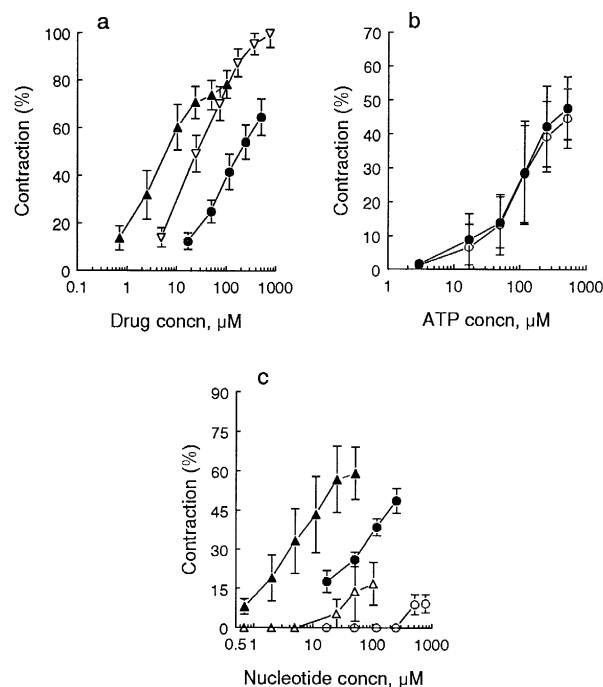 a
100
80
60
40
20
0
Contraction (%)
0.1 1 10 100 1000
Drug concn, µM
b
70
60
50
40
30
20
10
0
Contraction (%)
1 10 100 1000
ATP concn, µM
c
90
75
60
45
30
15
0
Contraction (%)
0.5 1 10 100 1000
Nucleotide concn, µM